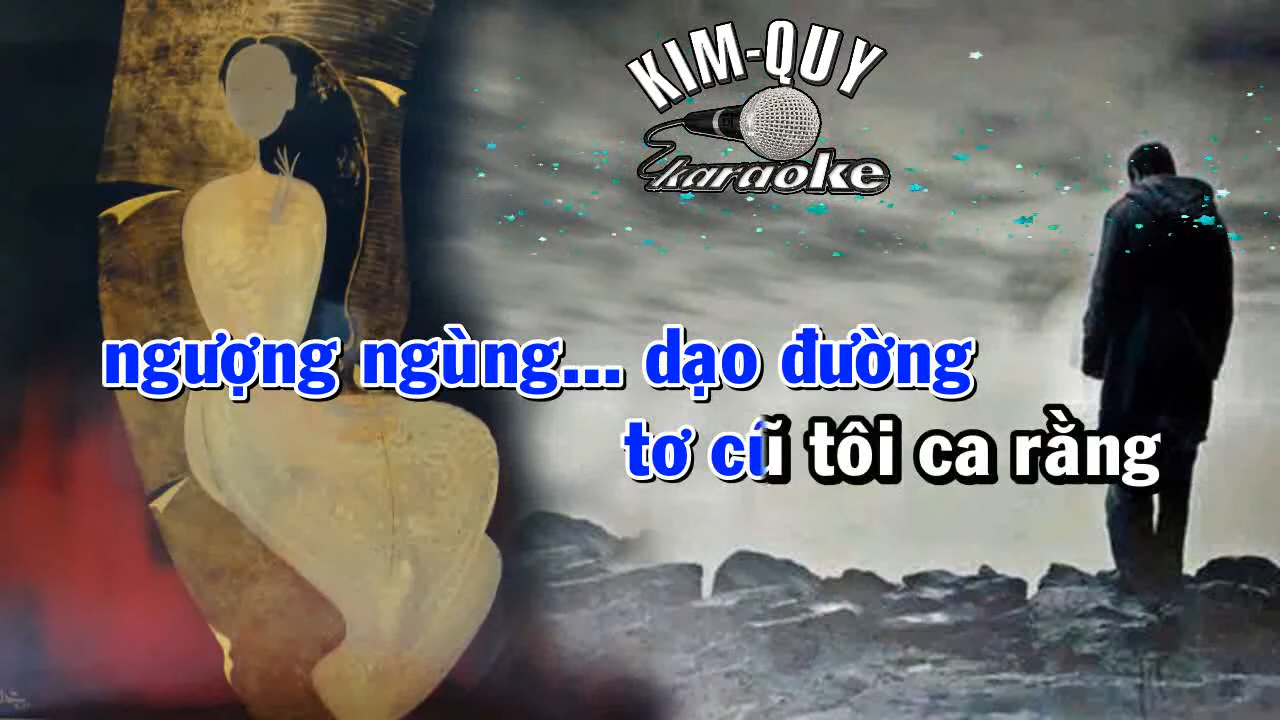 KIM-QUY
karaoke
ngượng ngùng... dạo đường
tơ cũ tôi ca rằng